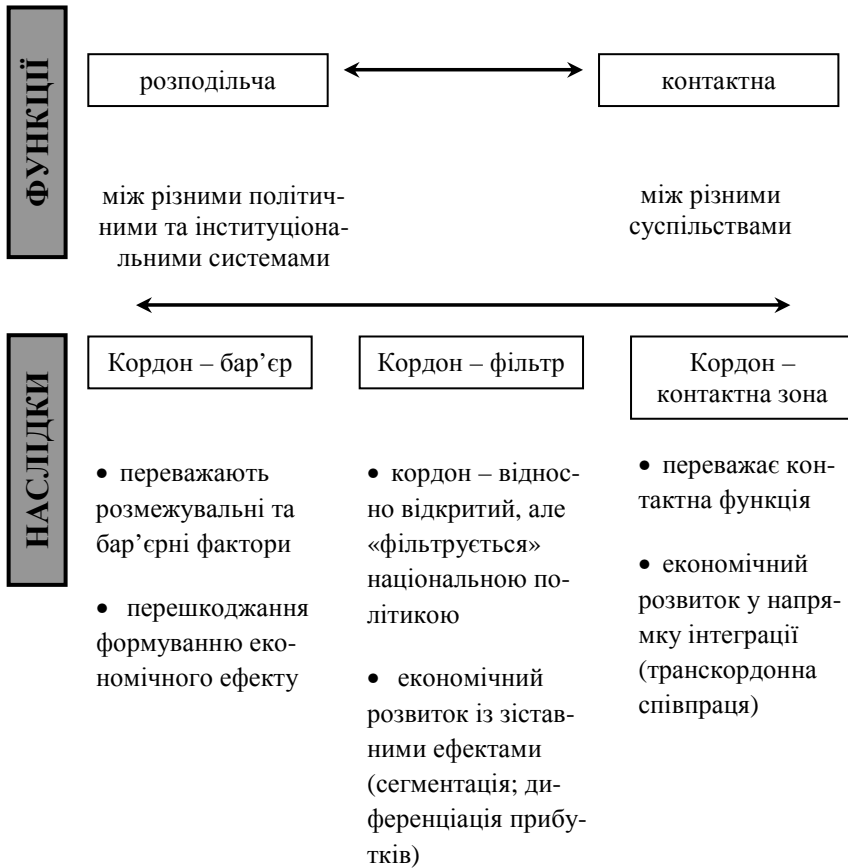 ФУНКЦІЇ
розподільча
контактна
між різними політич-
ними та інституціона-
льними системами
між різними
суспільствами
НАСЛІДКИ
Кордон – бар’єр
• переважають
розмежувальні та
бар’єрні фактори
• перешкоджання
формуванню еко-
номічного ефекту
Кордон – фільтр
• кордон – віднос-
но відкритий, але
«фільтрується»
національною по-
літикою
• економічний
розвиток із зістав-
ними ефектами
(сегментація; ди-
ференціація прибу-
тків)
Кордон –
контактна зона
• переважає кон-
тактна функція
• економічний
розвиток у напря-
мку інтеграції
(транскордонна
співпраця)